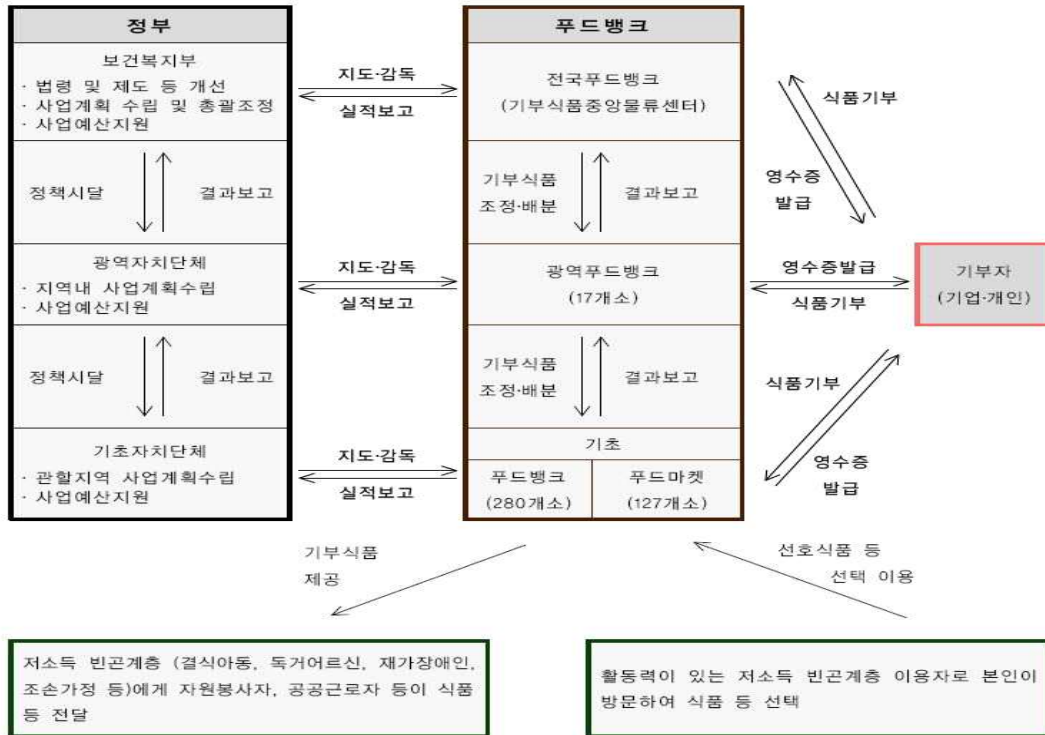 정부
푸드뱅크
보건복지부
· 법령 및 제도 등 개선
· 사업계획 수립 및 총괄조정
· 사업예산지원
지도·감독
실적보고
전국푸드뱅크
(기부식품중앙물류센터)
식품기부
영수증
발급
정책시달
결과보고
기부식품
조정·배분
결과보고
광역자치단체
· 지역내 사업계획수립
· 사업예산지원
지도·감독
실적보고
광역푸드뱅크
(17개소)
영수증발급
식품기부
기부자
(기업·개인)
정책시달
결과보고
기부식품
조정·배분
결과보고
식품기부
영수증
발급
기초자치단체
· 관할지역 사업계획수립
· 사업예산지원
지도·감독
실적보고
기초
푸드뱅크
(280개소)
푸드마켓
(127개소)
기부식품
제공
선호식품 등
선택 이용
저소득 빈곤계층 (결식아동, 독거어르신, 재가장애인,
조손가정 등)에게 자원봉사자, 공공근로자 등이 식품
등 전달
활동력이 있는 저소득 빈곤계층 이용자로 본인이
방문하여 식품 등 선택